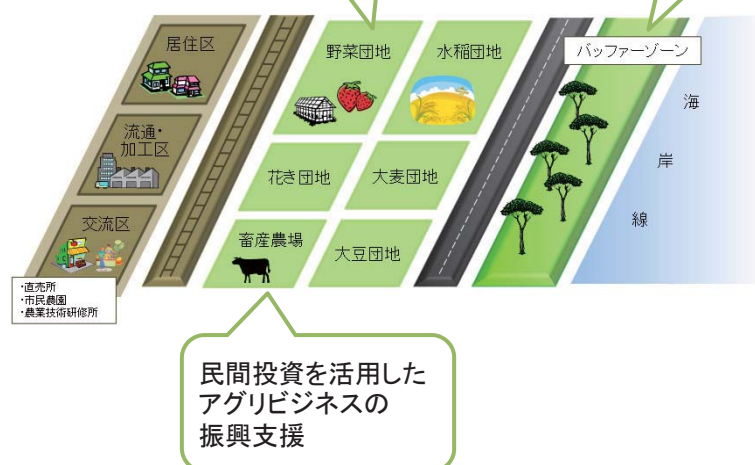 居住区
流通・
加工区
交流区
・直売所
・市民農園
・農業技術研修所
野菜団地
水稲団地
花き団地
大麦団地
畜産農場
大豆団地
バッファーゾーン
海
岸
線
民間投資を活用した
アグリビジネスの
振興支援